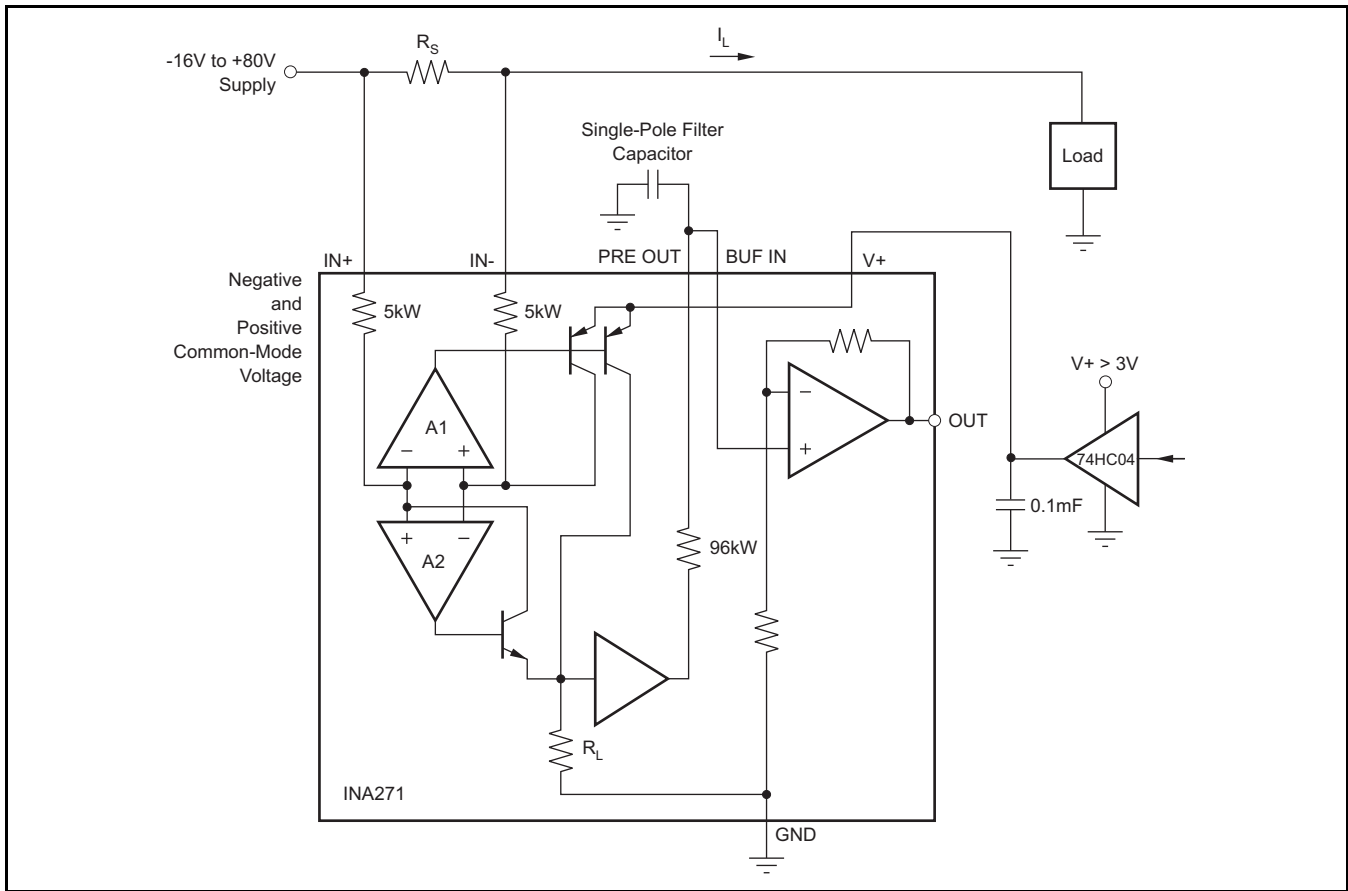 -16V to +80V
Supply
R_S
I_L
Single-Pole Filter
Capacitor
Load
IN+
IN-
PRE OUT
BUF IN
V+
Negative
and
Positive
Common-Mode
Voltage
5kW
5kW
A1
−
+
−
+
OUT
V+ > 3V
74HC04
0.1mF
+
−
A2
96kW
R_L
INA271
GND